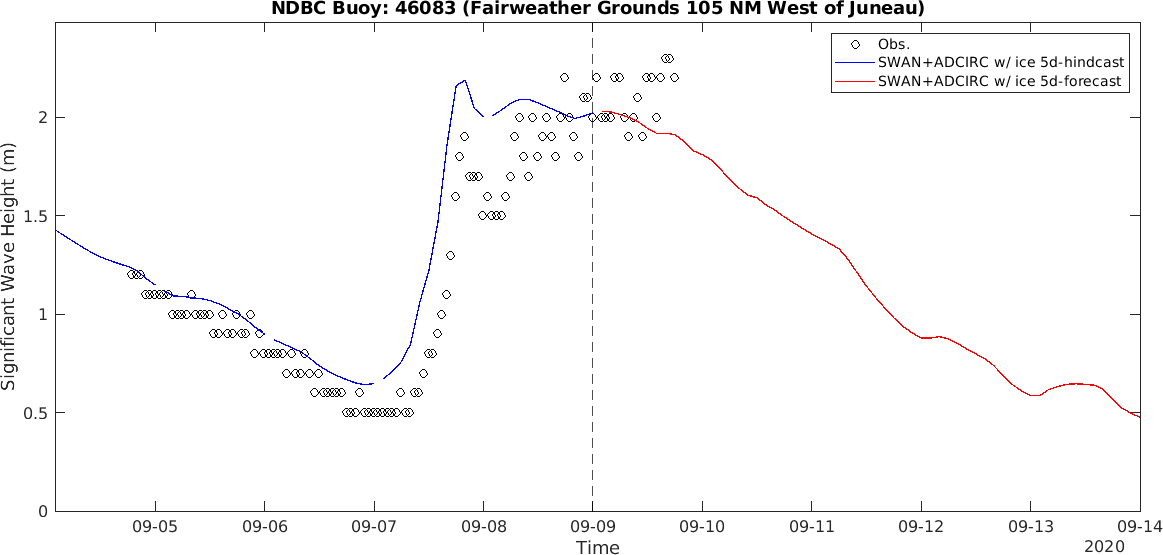 NDBC Buoy: 46083 (Fairweather Grounds 105 NM West of Juneau)
Obs.
SWAN+ADCIRC w/ ice 5d-hindcast
SWAN+ADCIRC w/ ice 5d-forecast
Significant Wave Height (m)
2
1.5
1
0.5
0
09-05 09-06 09-07 09-08 09-09 09-10 09-11 09-12 09-13 09-14
Time
2020